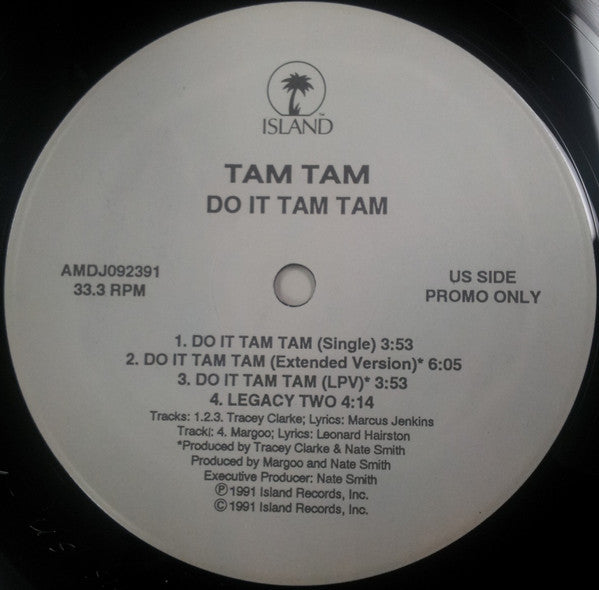 ISLAND
TAM TAM
DO IT TAM TAM
AMDJ092391
33.3 RPM
US SIDE
PROMO ONLY
1. DO IT TAM TAM (Single) 3:53
2. DO IT TAM TAM (Extended Version)* 6:05
3. DO IT TAM TAM (LPV)* 3:53
4. LEGACY TWO 4:14
Tracks: 1.2.3. Tracey Clarke; Lyrics: Marcus Jenkins
Track|: 4. Margoo; Lyrics: Leonard Hairston
*Produced by Tracey Clarke & Nate Smith
Produced by Margoo and Nate Smith
Executive Producer: Nate Smith
℗ 1991 Island Records, Inc.
© 1991 Island Records, Inc.